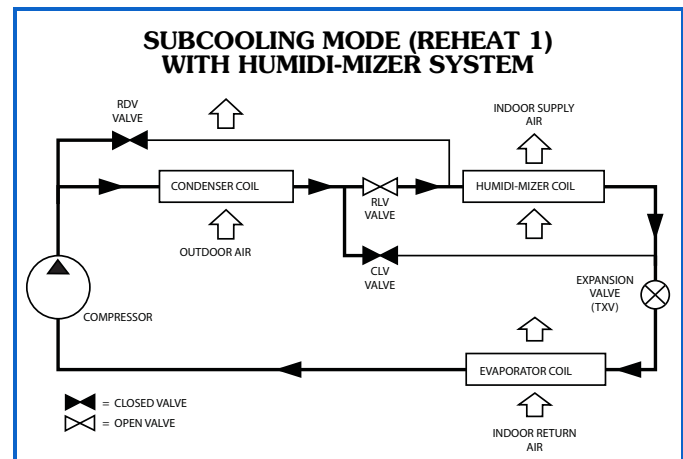 SUBCOOLING MODE (REHEAT 1)
WITH HUMIDI-MIZER SYSTEM
RDV
VALVE
INDOOR SUPPLY
AIR
CONDENSER COIL
HUMIDI-MIZER COIL
RLV
VALVE
OUTDOOR AIR
CLV
VALVE
EXPANSION
VALVE
(TXV)
COMPRESSOR
EVAPORATOR COIL
= CLOSED VALVE
= OPEN VALVE
INDOOR RETURN
AIR